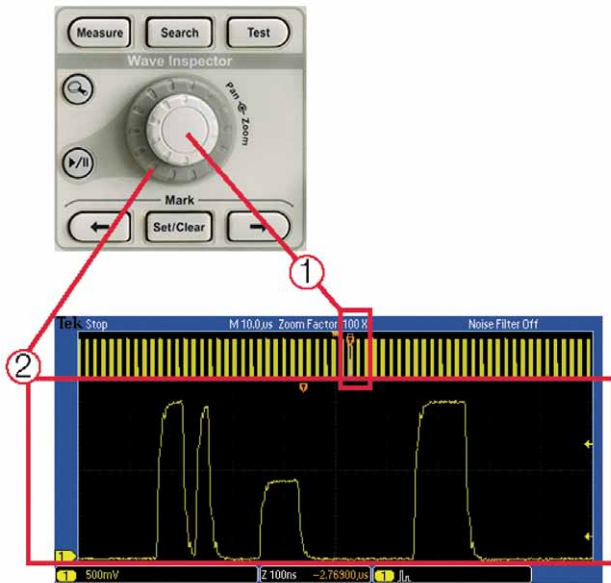 Measure Search Test
Wave Inspector
Pan Zoom
Mark
Set/Clear
1
2
Tek Stop M 10.0µs Zoom Factor: 100 X Noise Filter Off
1
1 500mV Z 100ns -2.76900µs 1